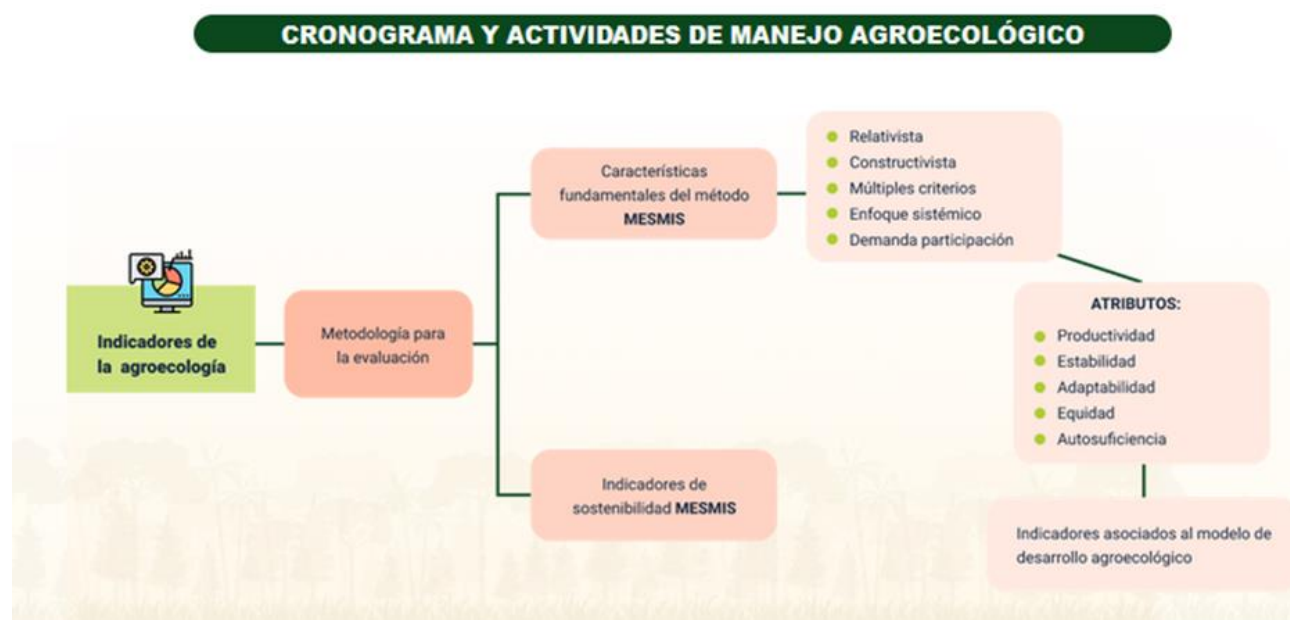 CRONOGRAMA Y ACTIVIDADES DE MANEJO AGROECOLÓGICO
Indicadores de
la agroecología
Metodología para
la evaluación
Características
fundamentales del método
MESMIS
Relativista
Constructivista
Múltiples criterios
Enfoque sistémico
Demanda participación
ATRIBUTOS:
Productividad
Estabilidad
Adaptabilidad
Equidad
Autosuficiencia
Indicadores asociados al modelo de
desarrollo agroecológico
Indicadores de
sostenibilidad MESMIS